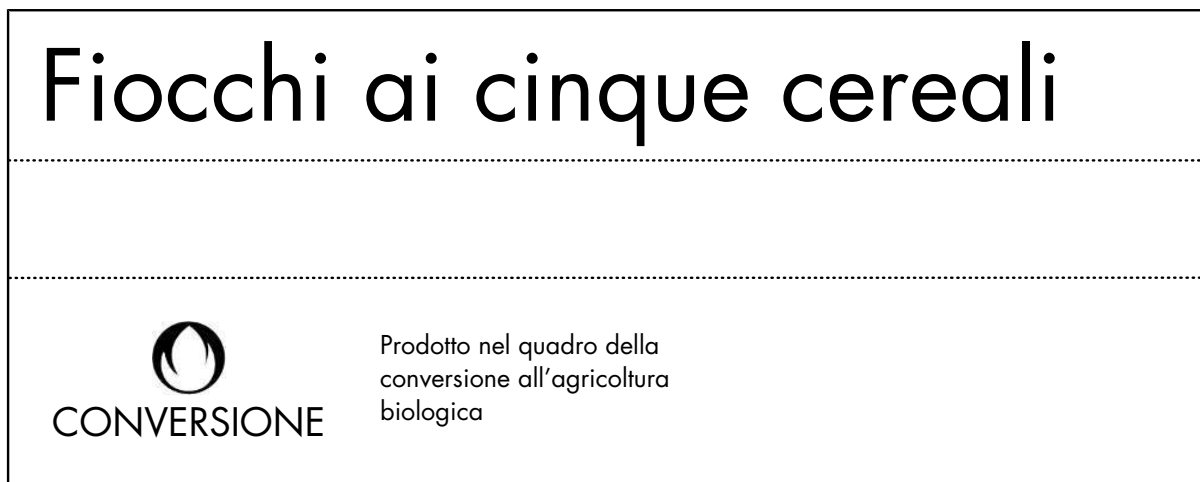 Fiocchi ai cinque cereali
CONVERSIONE
Prodotto nel quadro della
conversione all’agricoltura
biologica